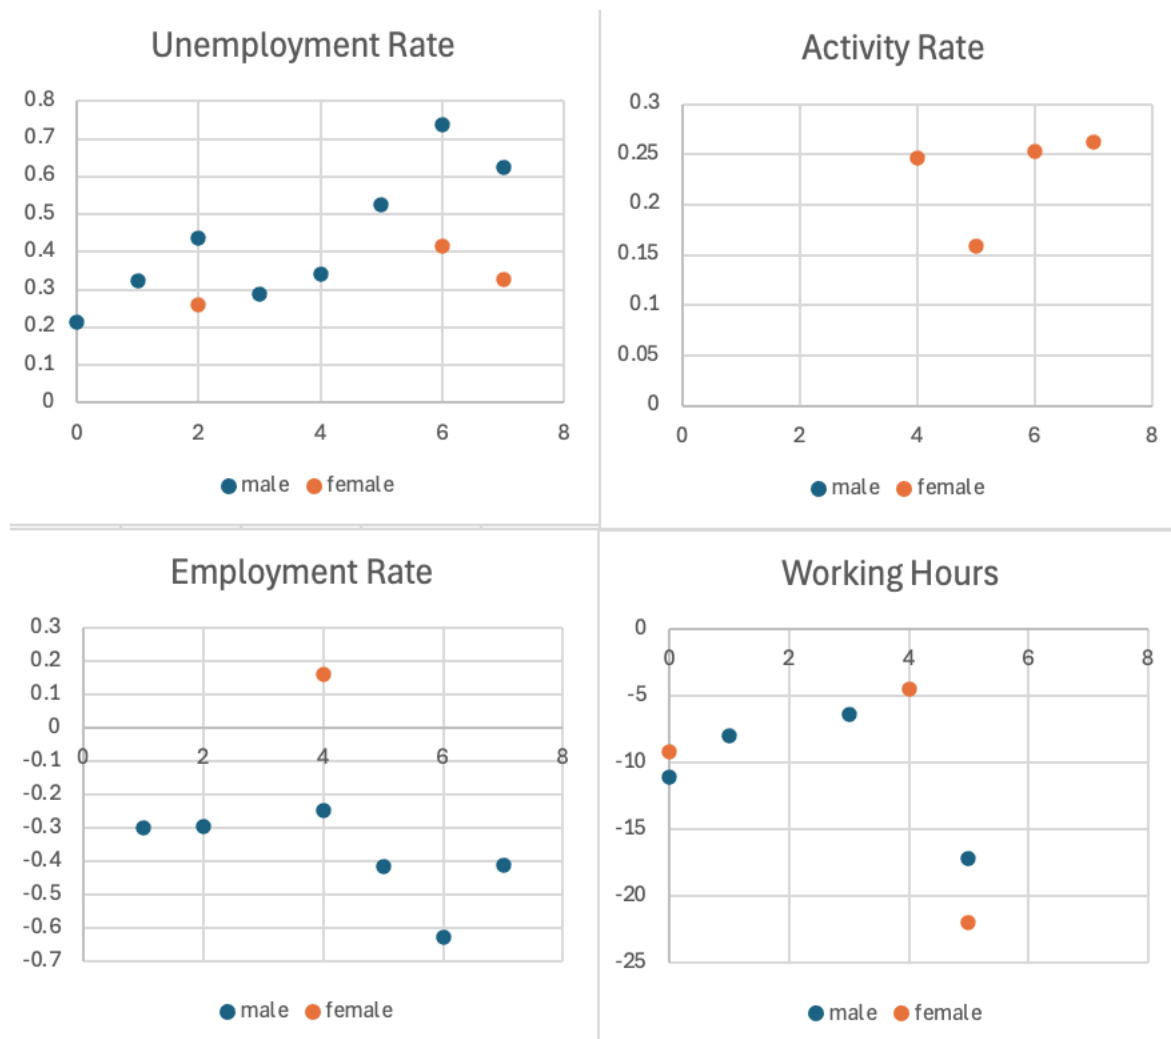 Unemployment Rate
0.8
0.7
0.6
0.5
0.4
0.3
0.2
0.1
0
0 2 4 6 8
male female
Activity Rate
0.3
0.25
0.2
0.15
0.1
0.05
0
0 2 4 6 8
male female
Employment Rate
0.3
0.2
0.1
0
-0.1
-0.2
-0.3
-0.4
-0.5
-0.6
-0.7
0 2 4 6 8
male female
Working Hours
0
-5
-10
-15
-20
-25
0 2 4 6 8
male female